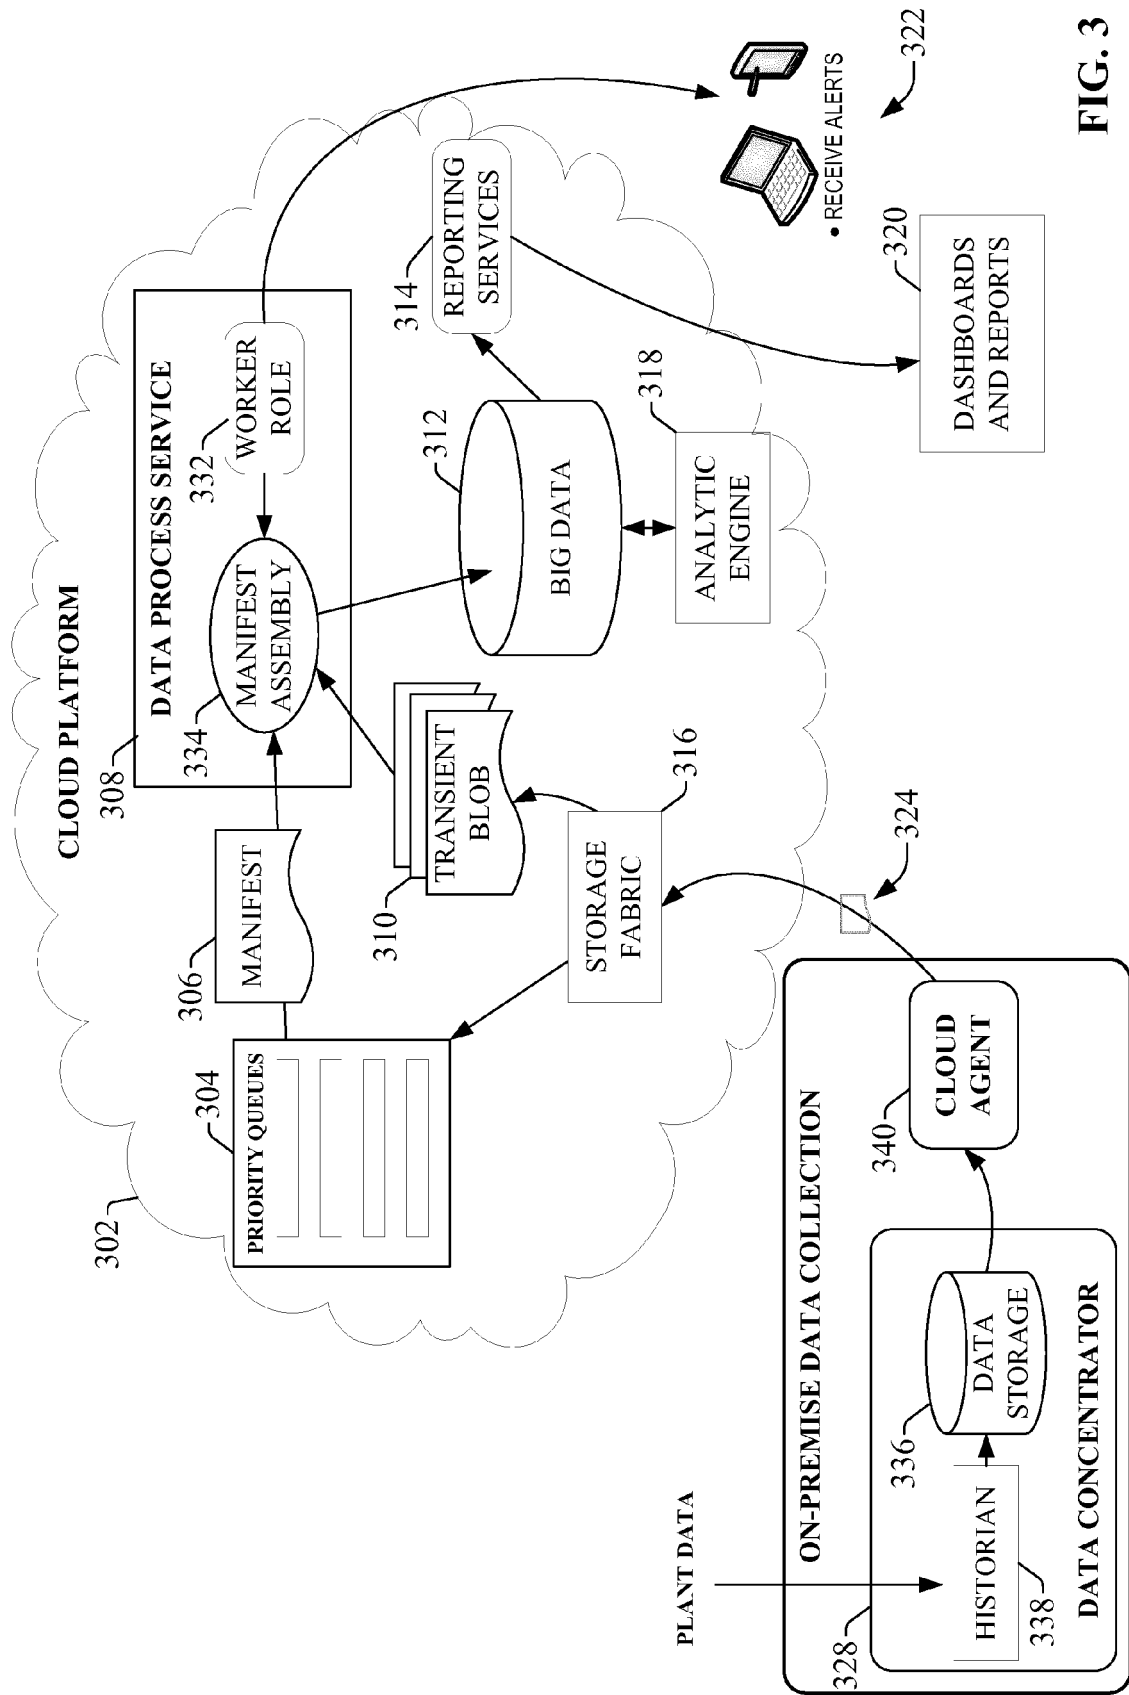 CLOUD PLATFORM
302
304
PRIORITY QUEUES
306
MANIFEST
308
DATA PROCESS SERVICE
334
MANIFEST
ASSEMBLY
332
WORKER
ROLE
310
TRANSIENT
BLOB
312
BIG DATA
314
REPORTING
SERVICES
STORAGE
FABRIC
316
ANALYTIC
ENGINE
318
• RECEIVE ALERTS
322
320
DASHBOARDS
AND REPORTS
324
PLANT DATA
ON-PREMISE DATA COLLECTION
328
HISTORIAN
338
336
DATA
STORAGE
DATA CONCENTRATOR
340
CLOUD
AGENT
FIG. 3